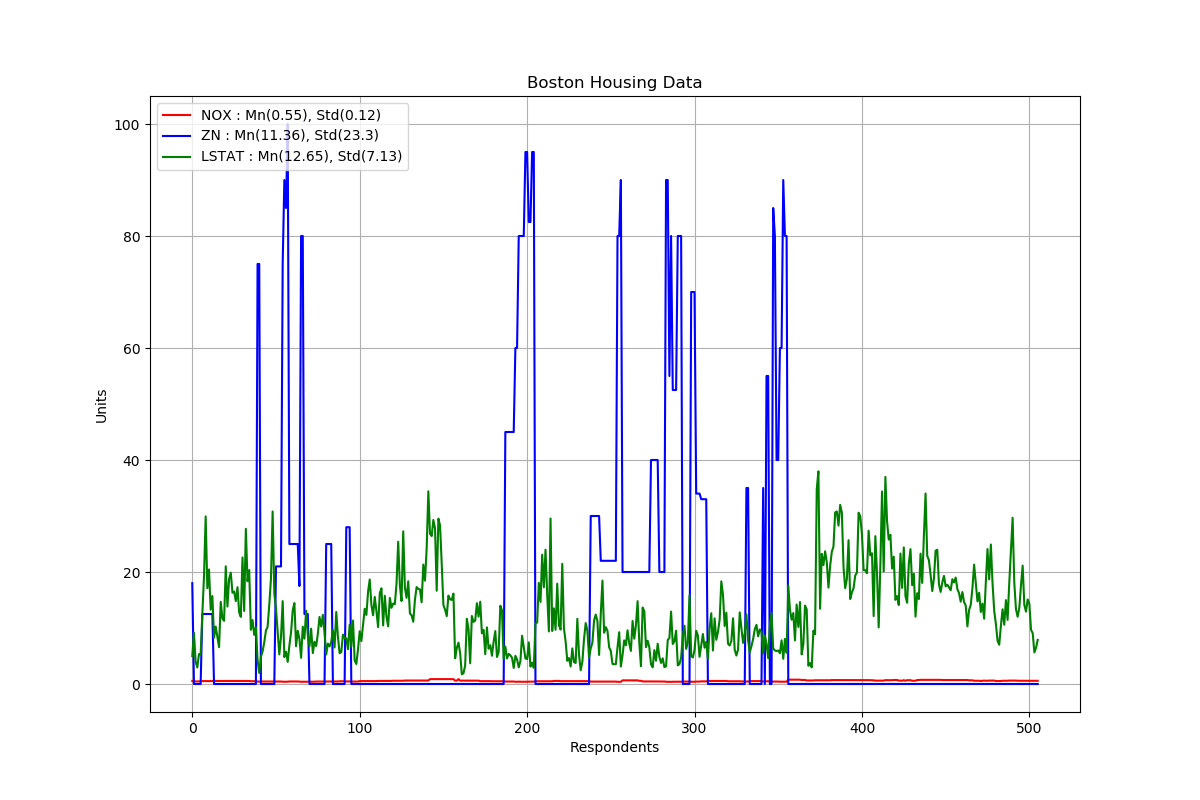 Boston Housing Data
NOX : Mn(0.55), Std(0.12)
ZN : Mn(11.36), Std(23.3)
LSTAT : Mn(12.65), Std(7.13)
100
80
60
40
20
0
Units
0 100 200 300 400 500
Respondents